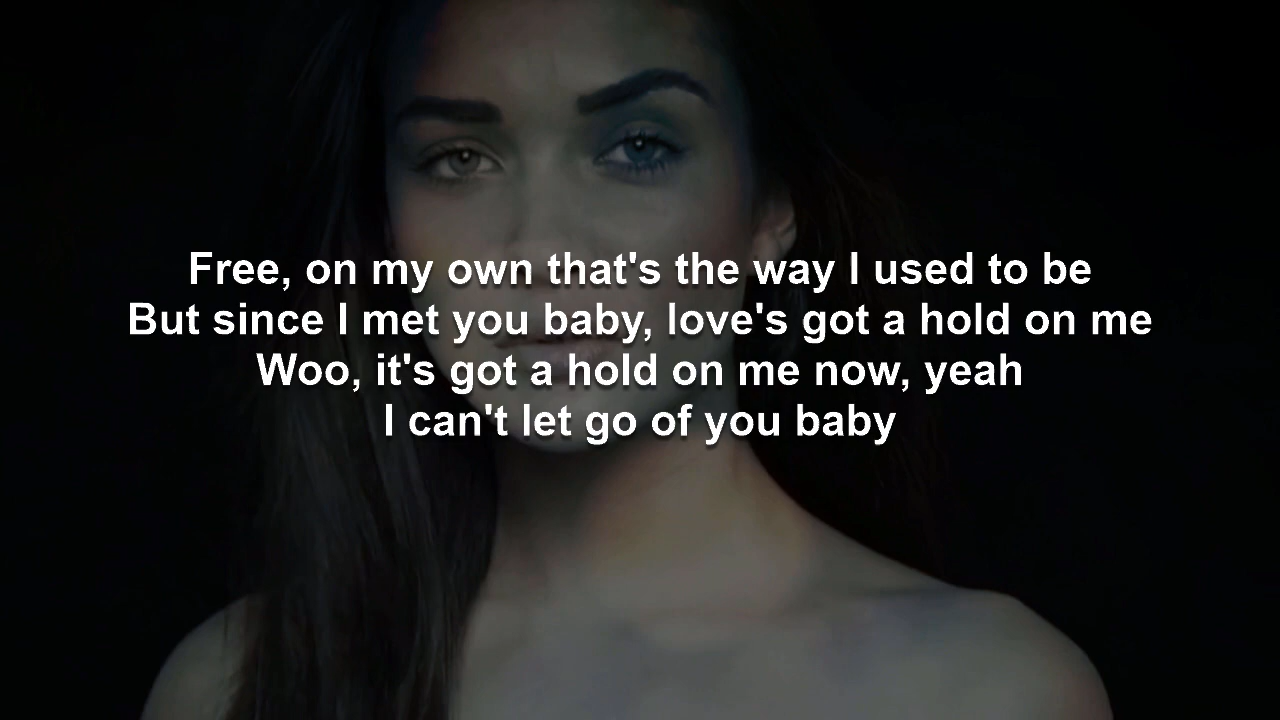 Free, on my own that's the way I used to be
But since I met you baby, love's got a hold on me
Woo, it's got a hold on me now, yeah
I can't let go of you baby